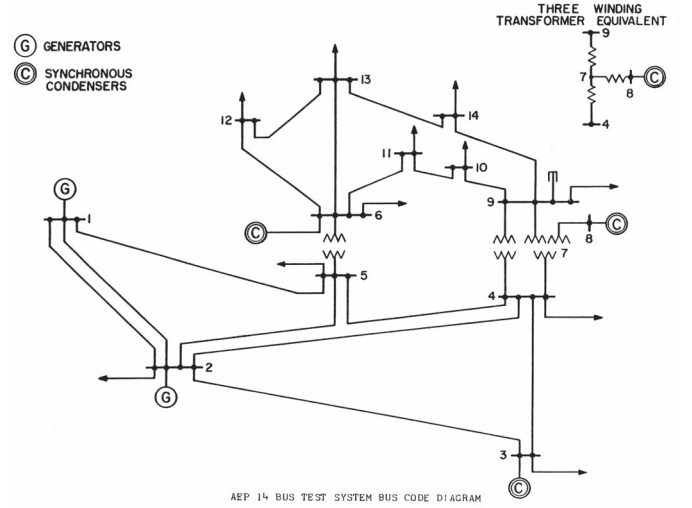 THREE WINDING
TRANSFORMER EQUIVALENT
9
7
C
8
4
G GENERATORS
C SYNCHRONOUS
CONDENSERS
13
12
14
11
10
G
1
6
9
C
C
8
7
5
4
2
G
3
C
AEP 14 BUS TEST SYSTEM BUS CODE DIAGRAM